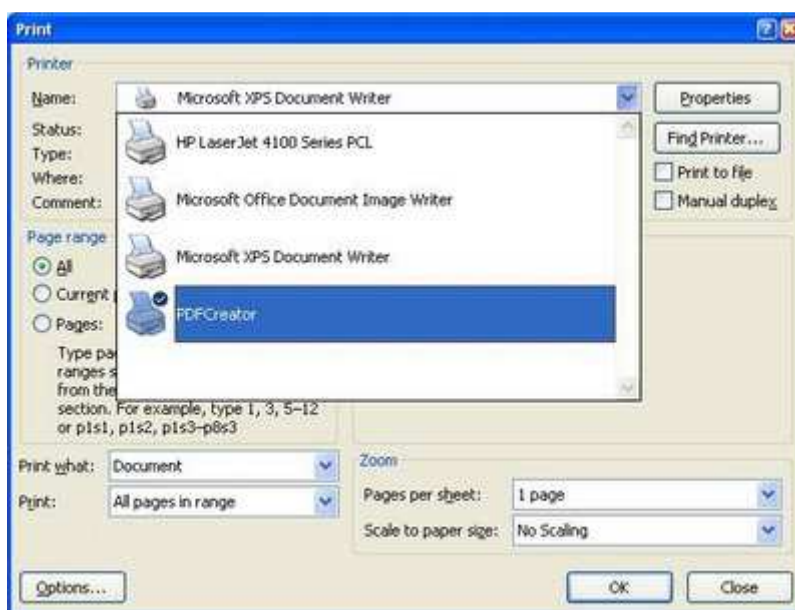 Print
Printer
Name:
Microsoft XPS Document Writer
Properties
Status:
HP LaserJet 4100 Series PCL
Find Printer...
Type:
Where:
Print to file
Comment:
Microsoft Office Document Image Writer
Manual duplex
Page range
Microsoft XPS Document Writer
All
Current
PDFCreator
Pages:
Type
ranges
from the
section. For example, type 1, 3, 5–12
or p1s1, p1s2, p1s3–p8s3
Print what:
Document
Zoom
Print:
All pages in range
Pages per sheet:
1 page
Scale to paper size:
No Scaling
Options...
OK
Close